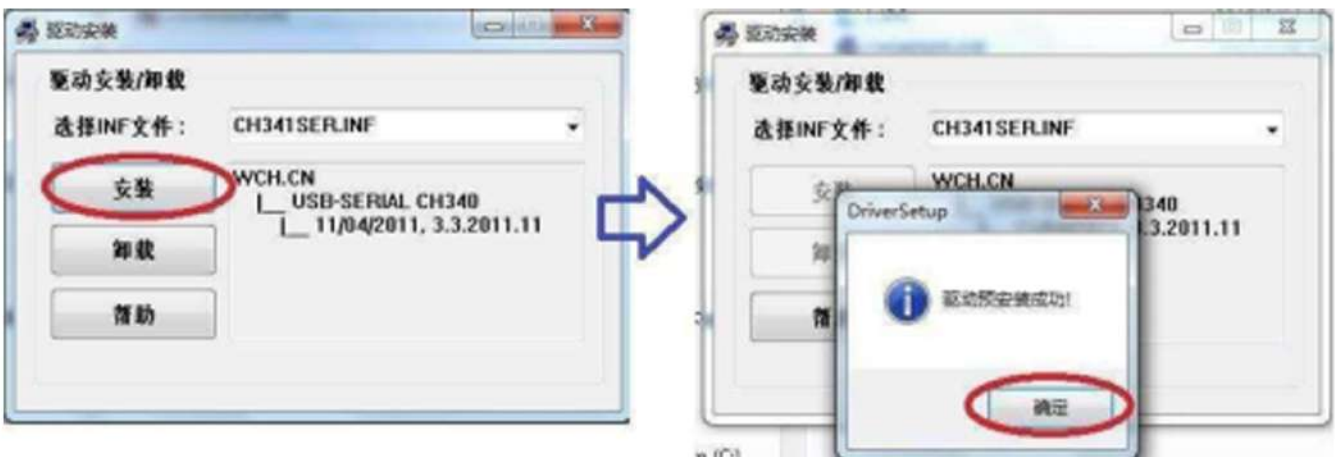 驱动安装
驱动安装/卸载
选择INF文件：
CH341SER.INF
安装
WCH.CN
|__ USB-SERIAL CH340
|__ 11/04/2011, 3.3.2011.11
卸载
帮助
驱动安装
驱动安装/卸载
选择INF文件：
CH341SER.INF
WCH.CN
DriverSetup
340
.3.2011.11
驱动预安装成功!
确定